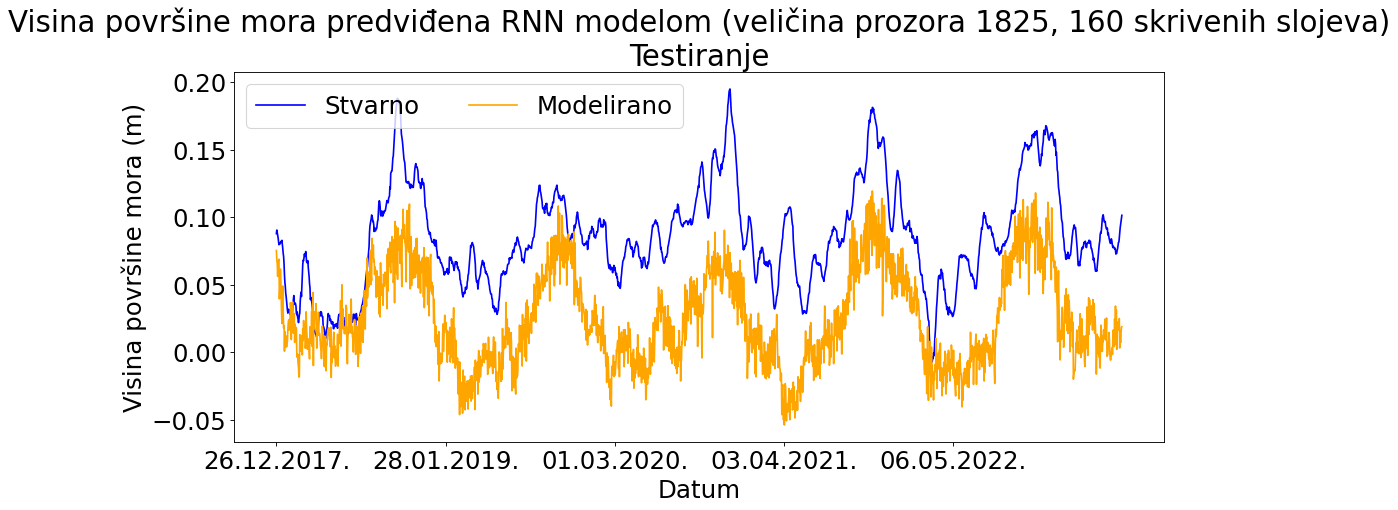 Visina površine mora predviđena RNN modelom (veličina prozora 1825, 160 skrivenih slojeva)
Testiranje
Stvarno Modelirano
Visina površine mora (m)
0.20
0.15
0.10
0.05
0.00
−0.05
26.12.2017. 28.01.2019. 01.03.2020. 03.04.2021. 06.05.2022.
Datum